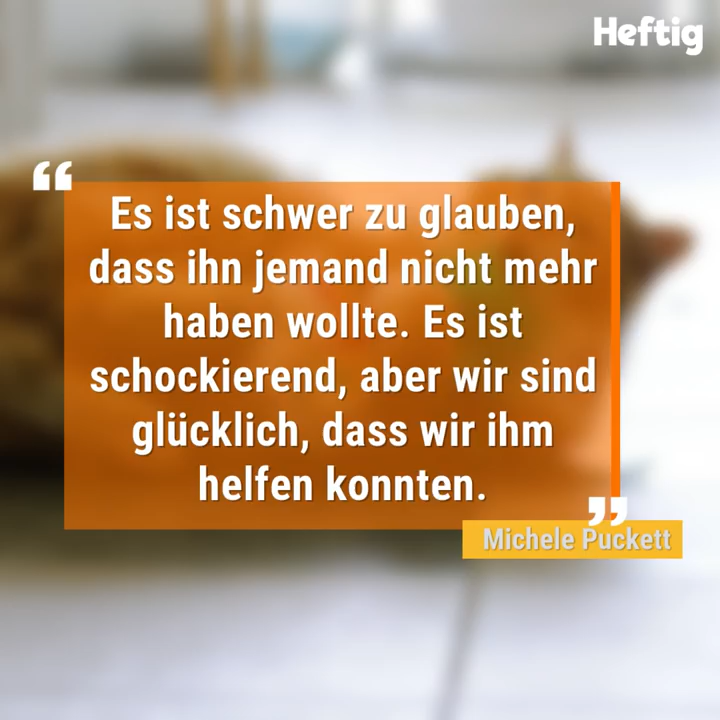 Heftig
“
Es ist schwer zu glauben,
dass ihn jemand nicht mehr
haben wollte. Es ist
schockierend, aber wir sind
glücklich, dass wir ihm
helfen konnten.
”
Michele Puckett